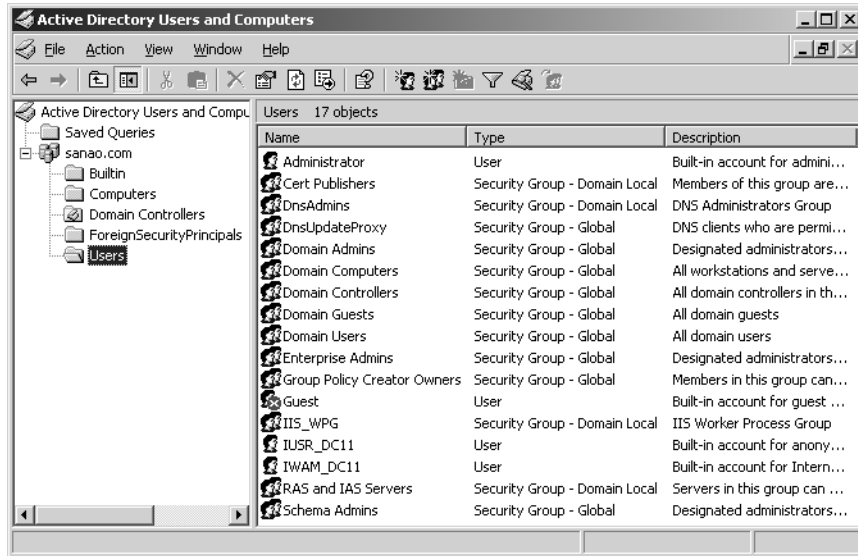 Active Directory Users and Computers
File Action View Window Help
Active Directory Users and Compu
Saved Queries
sanao.com
Builtin
Computers
Domain Controllers
ForeignSecurityPrincipals
Users
Users 17 objects
Name Type Description
Administrator User Built-in account for admini...
Cert Publishers Security Group - Domain Local Members of this group are...
DnsAdmins Security Group - Domain Local DNS Administrators Group
DnsUpdateProxy Security Group - Global DNS clients who are permi...
Domain Admins Security Group - Global Designated administrators...
Domain Computers Security Group - Global All workstations and serve...
Domain Controllers Security Group - Global All domain controllers in th...
Domain Guests Security Group - Global All domain guests
Domain Users Security Group - Global All domain users
Enterprise Admins Security Group - Global Designated administrators...
Group Policy Creator Owners Security Group - Global Members in this group can...
Guest User Built-in account for guest ...
IIS_WPG Security Group - Domain Local IIS Worker Process Group
IUSR_DC11 User Built-in account for anony...
IWAM_DC11 User Built-in account for Intern...
RAS and IAS Servers Security Group - Domain Local Servers in this group can ...
Schema Admins Security Group - Global Designated administrators...